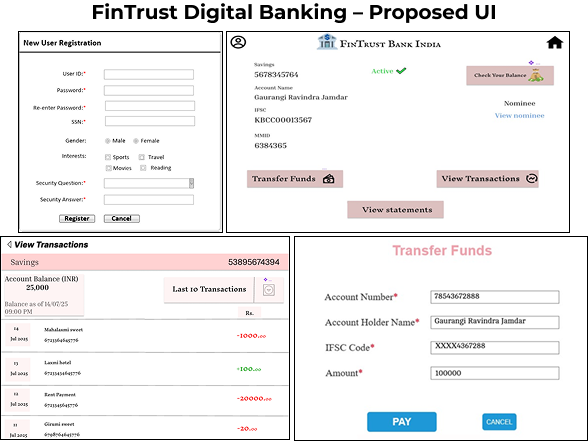 FinTrust Digital Banking – Proposed UI
New User Registration
User ID:*
Password:*
Re-enter Password:*
SSN:*
Gender: Male Female
Interests: Sports Travel
Movies Reading
Security Question:*
Security Answer:*
Register Cancel
FinTrust Bank India
Savings
5678345764
Active
Check Your Balance
Account Name
Gaurangi Ravindra Jamdar
IFSC
KBCC00013567
Nominee
View nominee
MMID
6384365
Transfer Funds
View Transactions
View statements
View Transactions
Savings 53895674394
Account Balance (INR)
25,000
Balance as of 14/07/25
09:00 PM
Last 10 Transactions
Rs.
14
Jul 2025
Mahalaxmi sweet
6723364645776
-1000.00
13
Jul 2025
Laxmi hotel
-100.00
12
Jul 2025
Rent Payment
-20000.00
11
Jul 2025
Girumi sweet
-20.00
Transfer Funds
Account Number* 78543672888
Account Holder Name* Gaurangi Ravindra Jamdar
IFSC Code* XXXX4367288
Amount* 100000
PAY CANCEL